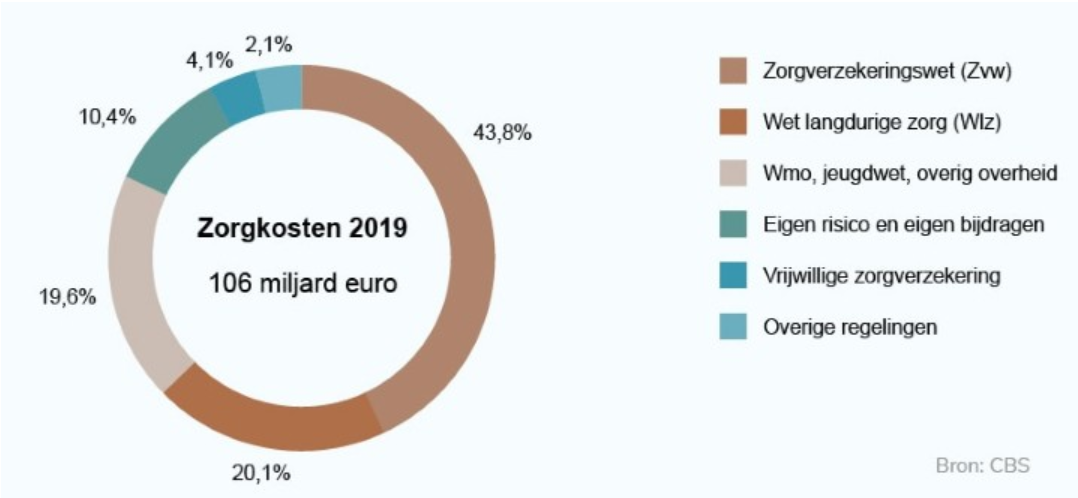 2,1%
4,1%
10,4%
43,8%
19,6%
20,1%
Zorgkosten 2019
106 miljard euro
Zorgverzekeringswet (Zvw)
Wet langdurige zorg (Wlz)
Wmo, jeugdwet, overig overheid
Eigen risico en eigen bijdragen
Vrijwillige zorgverzekering
Overige regelingen
Bron: CBS